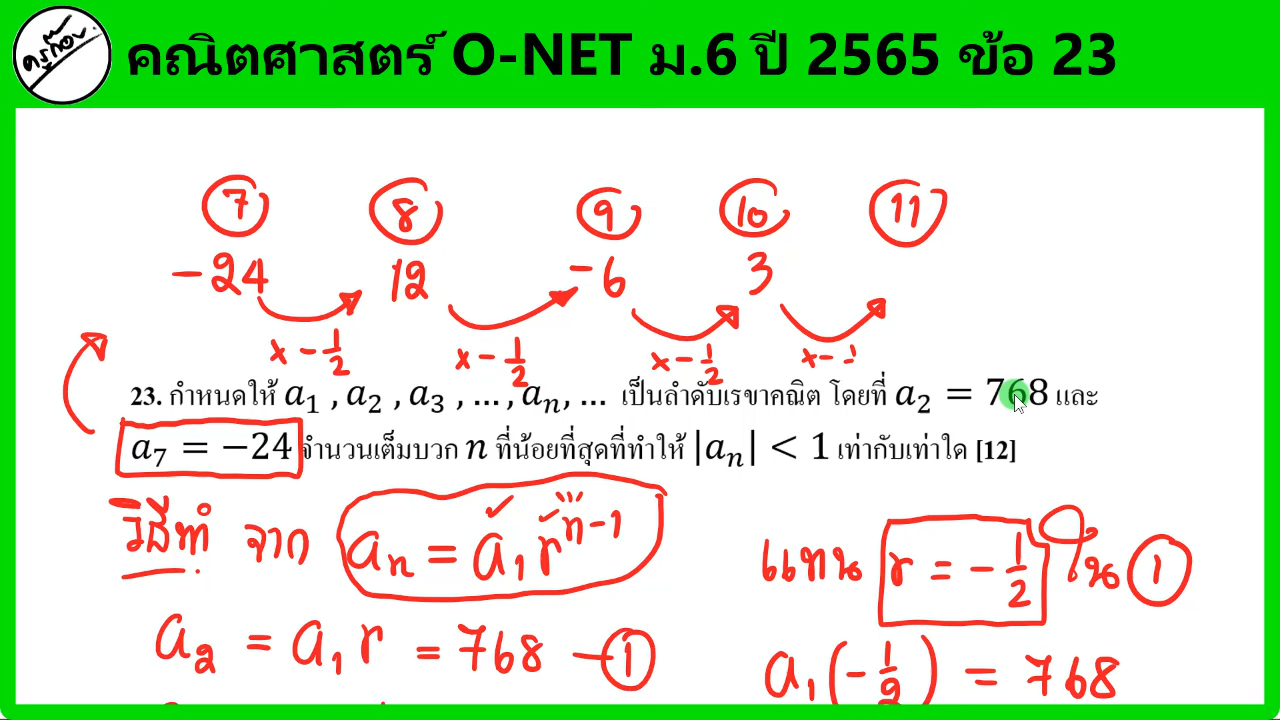 ครูก๊อบ
คณิตศาสตร์ O-NET ม.6 ปี 2565 ข้อ 23
7 8 9 10 11
-24 12 -6 3
x - 1/2 x - 1/2 x - 1/2 x -
23. กำหนดให้ a₁ , a₂ , a₃ , ... , aₙ, ... เป็นลำดับเรขาคณิต โดยที่ a₂ = 768 และ
a₇ = −24 จำนวนเต็มบวก n ที่น้อยที่สุดที่ทำให้ |aₙ| < 1 เท่ากับเท่าใด [12]
วิธีทำ จาก aₙ = a₁rⁿ⁻¹
a₂ = a₁r = 768 - 1
แทน r = - 1/2 ใน 1
a₁(- 1/2) = 768